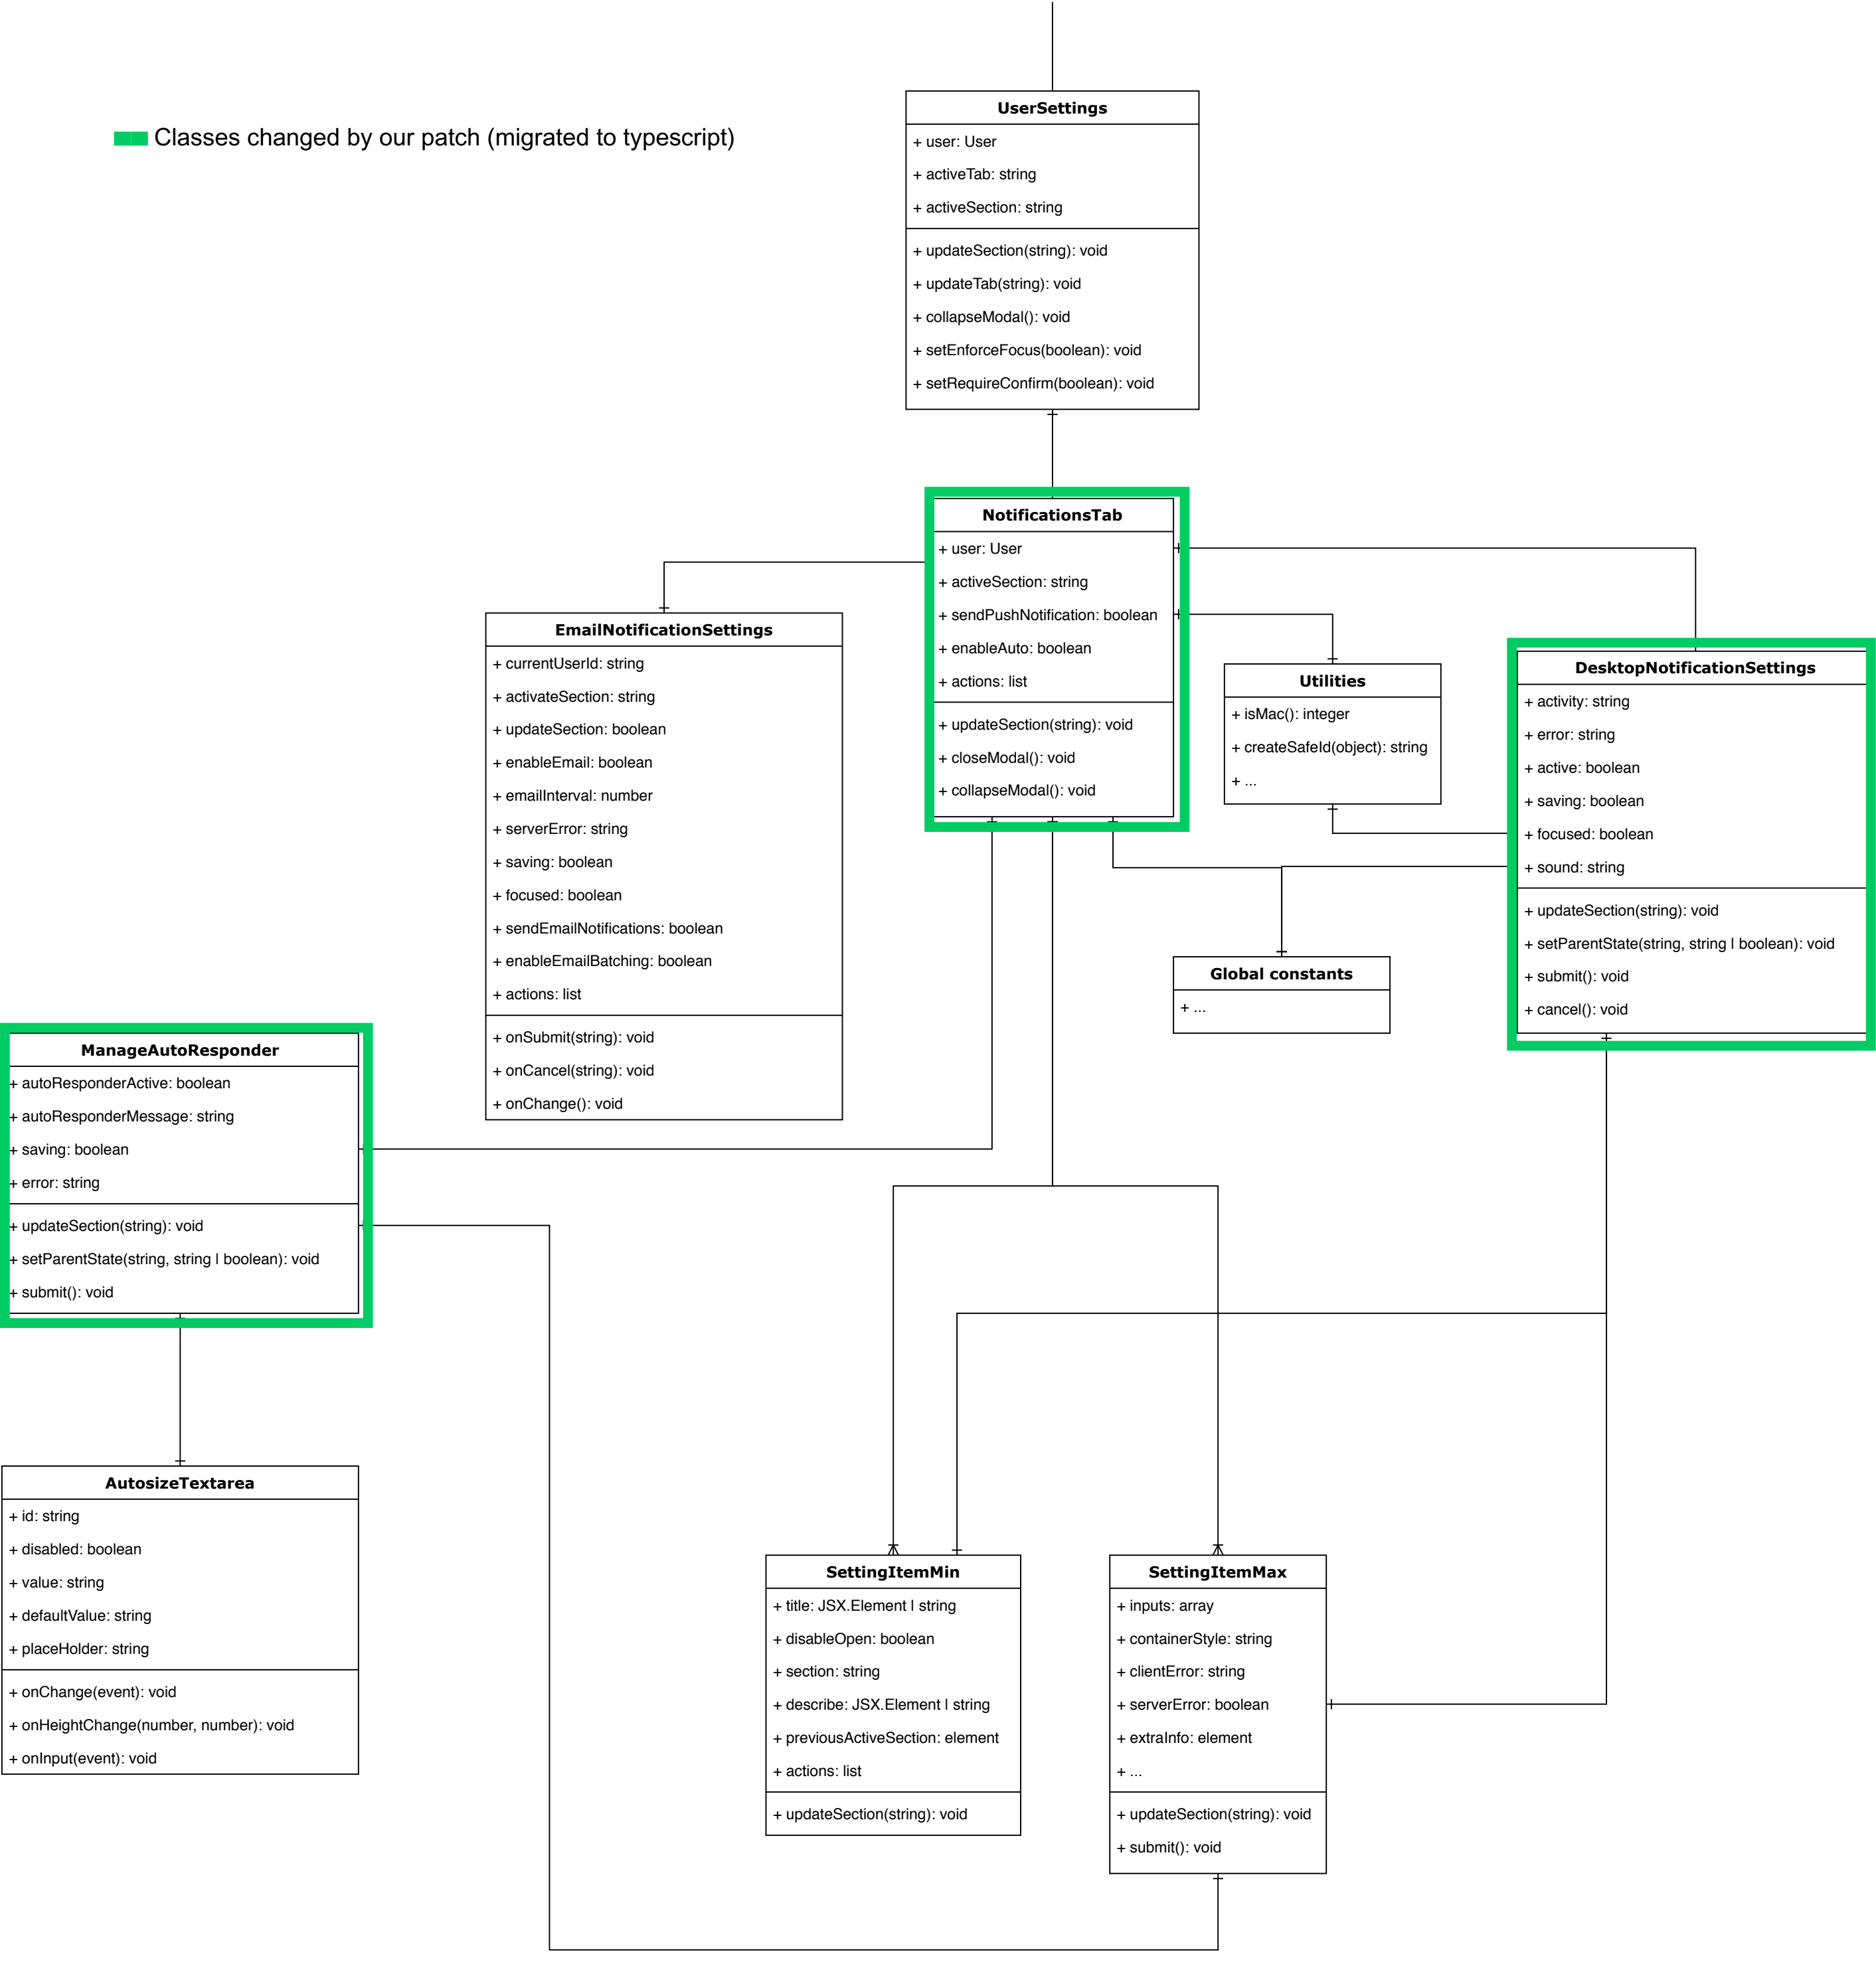 Classes changed by our patch (migrated to typescript)
UserSettings
+ user: User
+ activeTab: string
+ activeSection: string
+ updateSection(string): void
+ updateTab(string): void
+ collapseModal(): void
+ setEnforceFocus(boolean): void
+ setRequireConfirm(boolean): void
NotificationsTab
+ user: User
+ activeSection: string
+ sendPushNotification: boolean
+ enableAuto: boolean
+ actions: list
+ updateSection(string): void
+ closeModal(): void
+ collapseModal(): void
EmailNotificationSettings
+ currentUserId: string
+ activateSection: string
+ updateSection: boolean
+ enableEmail: boolean
+ emailInterval: number
+ serverError: string
+ saving: boolean
+ focused: boolean
+ sendEmailNotifications: boolean
+ enableEmailBatching: boolean
+ actions: list
+ onSubmit(string): void
+ onCancel(string): void
+ onChange(): void
Utilities
+ isMac(): integer
+ createSafeId(object): string
+ ...
DesktopNotificationSettings
+ activity: string
+ error: string
+ active: boolean
+ saving: boolean
+ focused: boolean
+ sound: string
+ updateSection(string): void
+ setParentState(string, string | boolean): void
+ submit(): void
+ cancel(): void
Global constants
+ ...
ManageAutoResponder
+ autoResponderActive: boolean
+ autoResponderMessage: string
+ saving: boolean
+ error: string
+ updateSection(string): void
+ setParentState(string, string | boolean): void
+ submit(): void
AutosizeTextarea
+ id: string
+ disabled: boolean
+ value: string
+ defaultValue: string
+ placeHolder: string
+ onChange(event): void
+ onHeightChange(number, number): void
+ onInput(event): void
SettingItemMin
+ title: JSX.Element | string
+ disableOpen: boolean
+ section: string
+ describe: JSX.Element | string
+ previousActiveSection: element
+ actions: list
+ updateSection(string): void
SettingItemMax
+ inputs: array
+ containerStyle: string
+ clientError: string
+ serverError: boolean
+ extraInfo: element
+ ...
+ updateSection(string): void
+ submit(): void